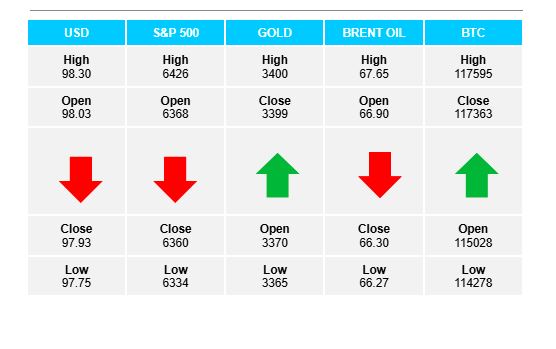 USD S&P 500 GOLD BRENT OIL BTC
High High High High High
98.30 6426 3400 67.65 117595
Open Open Close Open Close
98.03 6368 3399 66.90 117363
Close Close Open Close Open
97.93 6360 3370 66.30 115028
Low Low Low Low Low
97.75 6334 3365 66.27 114278